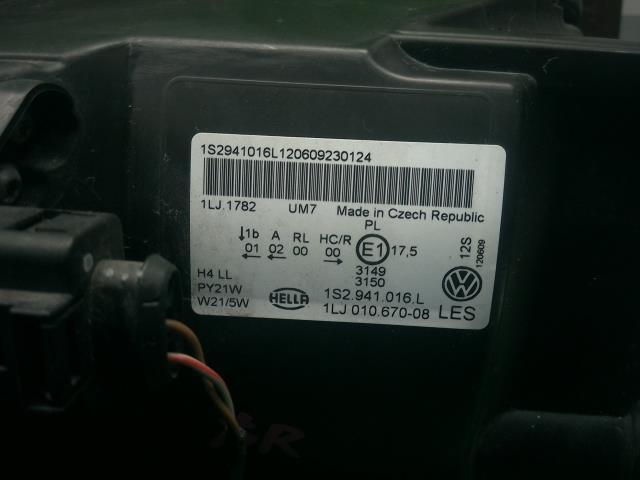 1S2941016L120609230124
1LJ.1782 UM7 Made in Czech Republic
PL
↓1b A RL HC/R
01 02 00 00 E1 17,5
3149
3150
H4 LL
PY21W
W21/5W
HELLA
1S2.941.016.L
1LJ 010.670-08
12S
120609
VW
LES